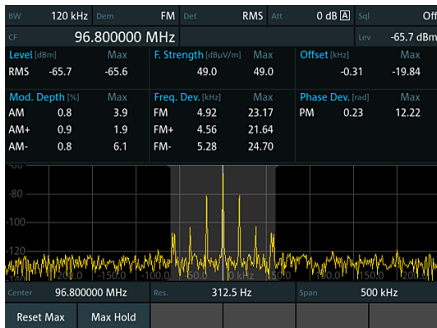 BW 120 kHz Dem FM Det RMS Att 0 dB A Sql Off
CF 96.800000 MHz Lev -65.7 dBm
Level [dBm] Max F. Strength [dBµV/m] Max Offset [kHz] Max
RMS -65.7 -65.6 49.0 49.0 -0.31 -19.84
Mod. Depth [%] Max Freq. Dev. [kHz] Max Phase Dev. [rad] Max
AM 0.8 3.9 FM 4.92 23.17 PM 0.23 12.22
AM+ 0.9 1.9 FM+ 4.56 21.64
AM- 0.8 6.1 FM- 5.28 24.70
-60
-80
-100
-120
Center 96.800000 MHz Res. 312.5 Hz Span 500 kHz
Reset Max Max Hold